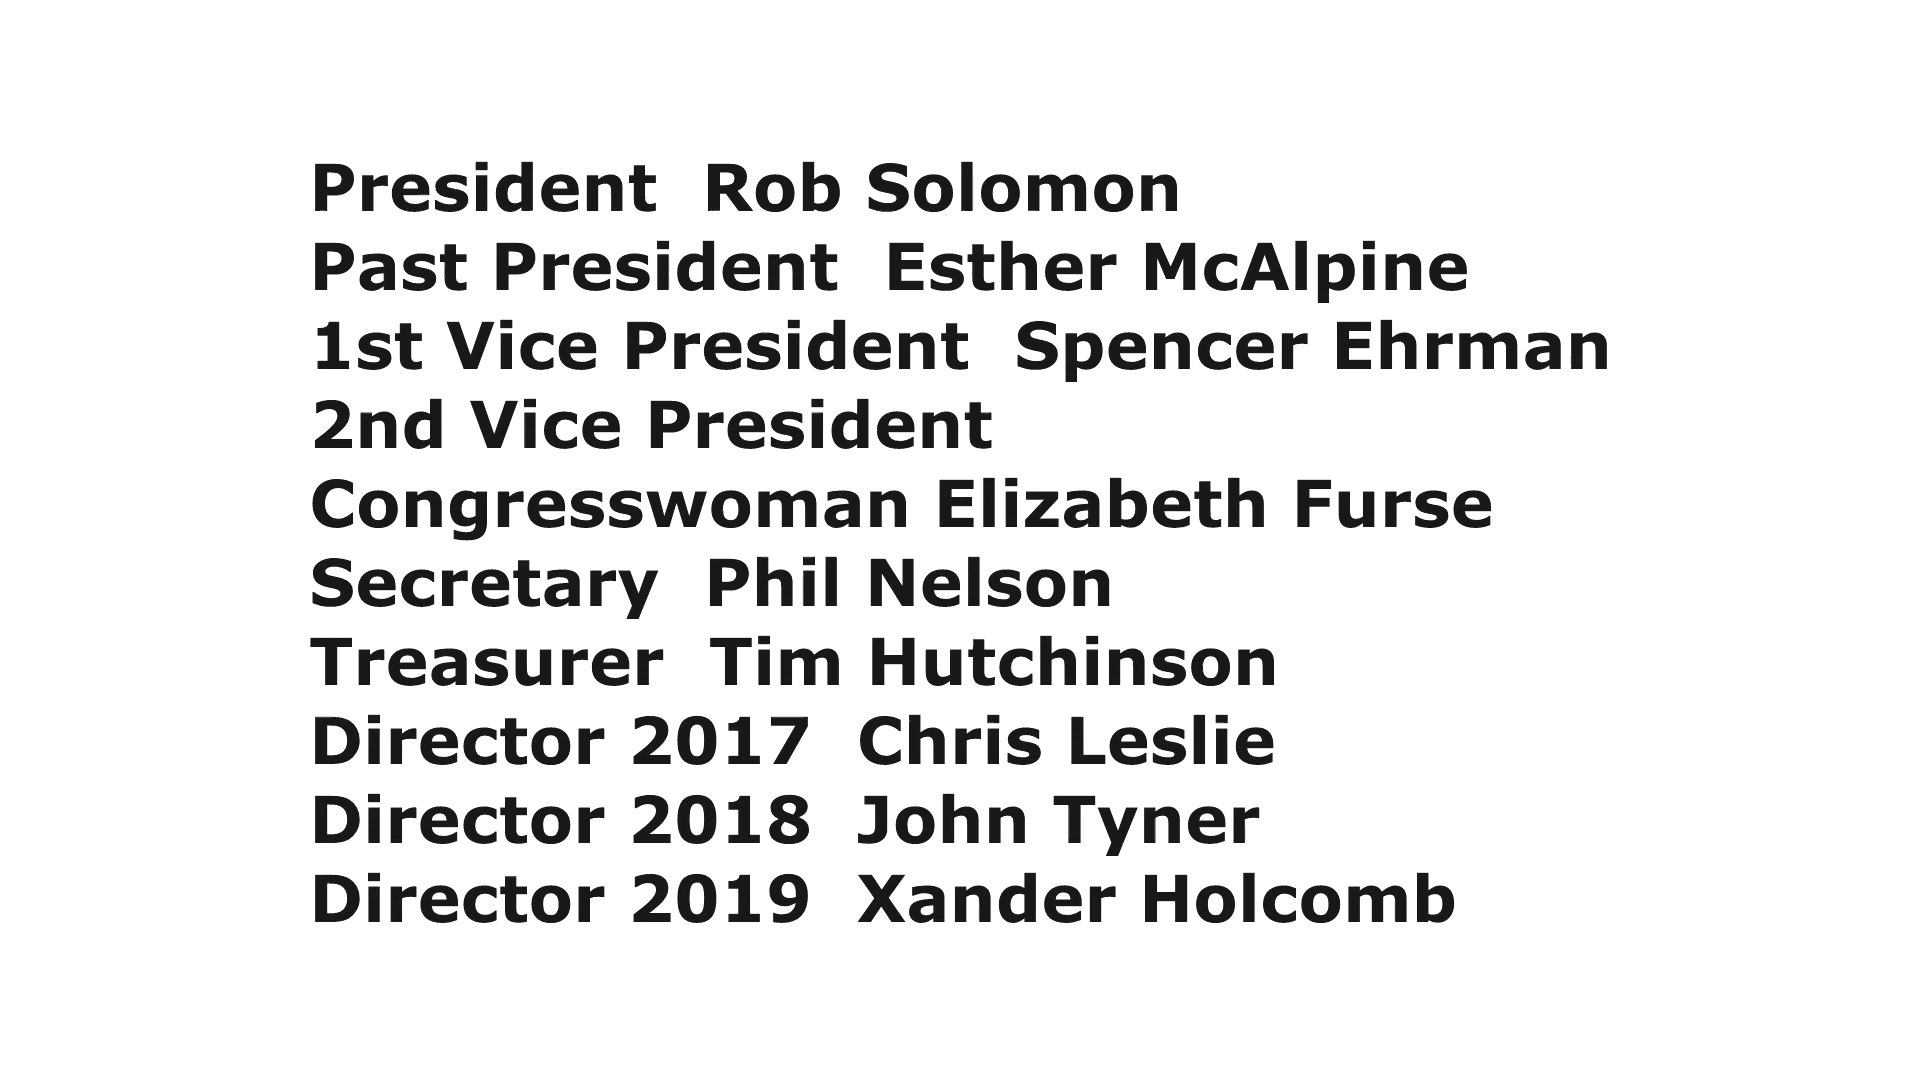 President  Rob Solomon
Past President  Esther McAlpine
1st Vice President  Spencer Ehrman
2nd Vice President
Congresswoman Elizabeth Furse
Secretary  Phil Nelson
Treasurer  Tim Hutchinson
Director 2017  Chris Leslie
Director 2018  John Tyner
Director 2019  Xander Holcomb